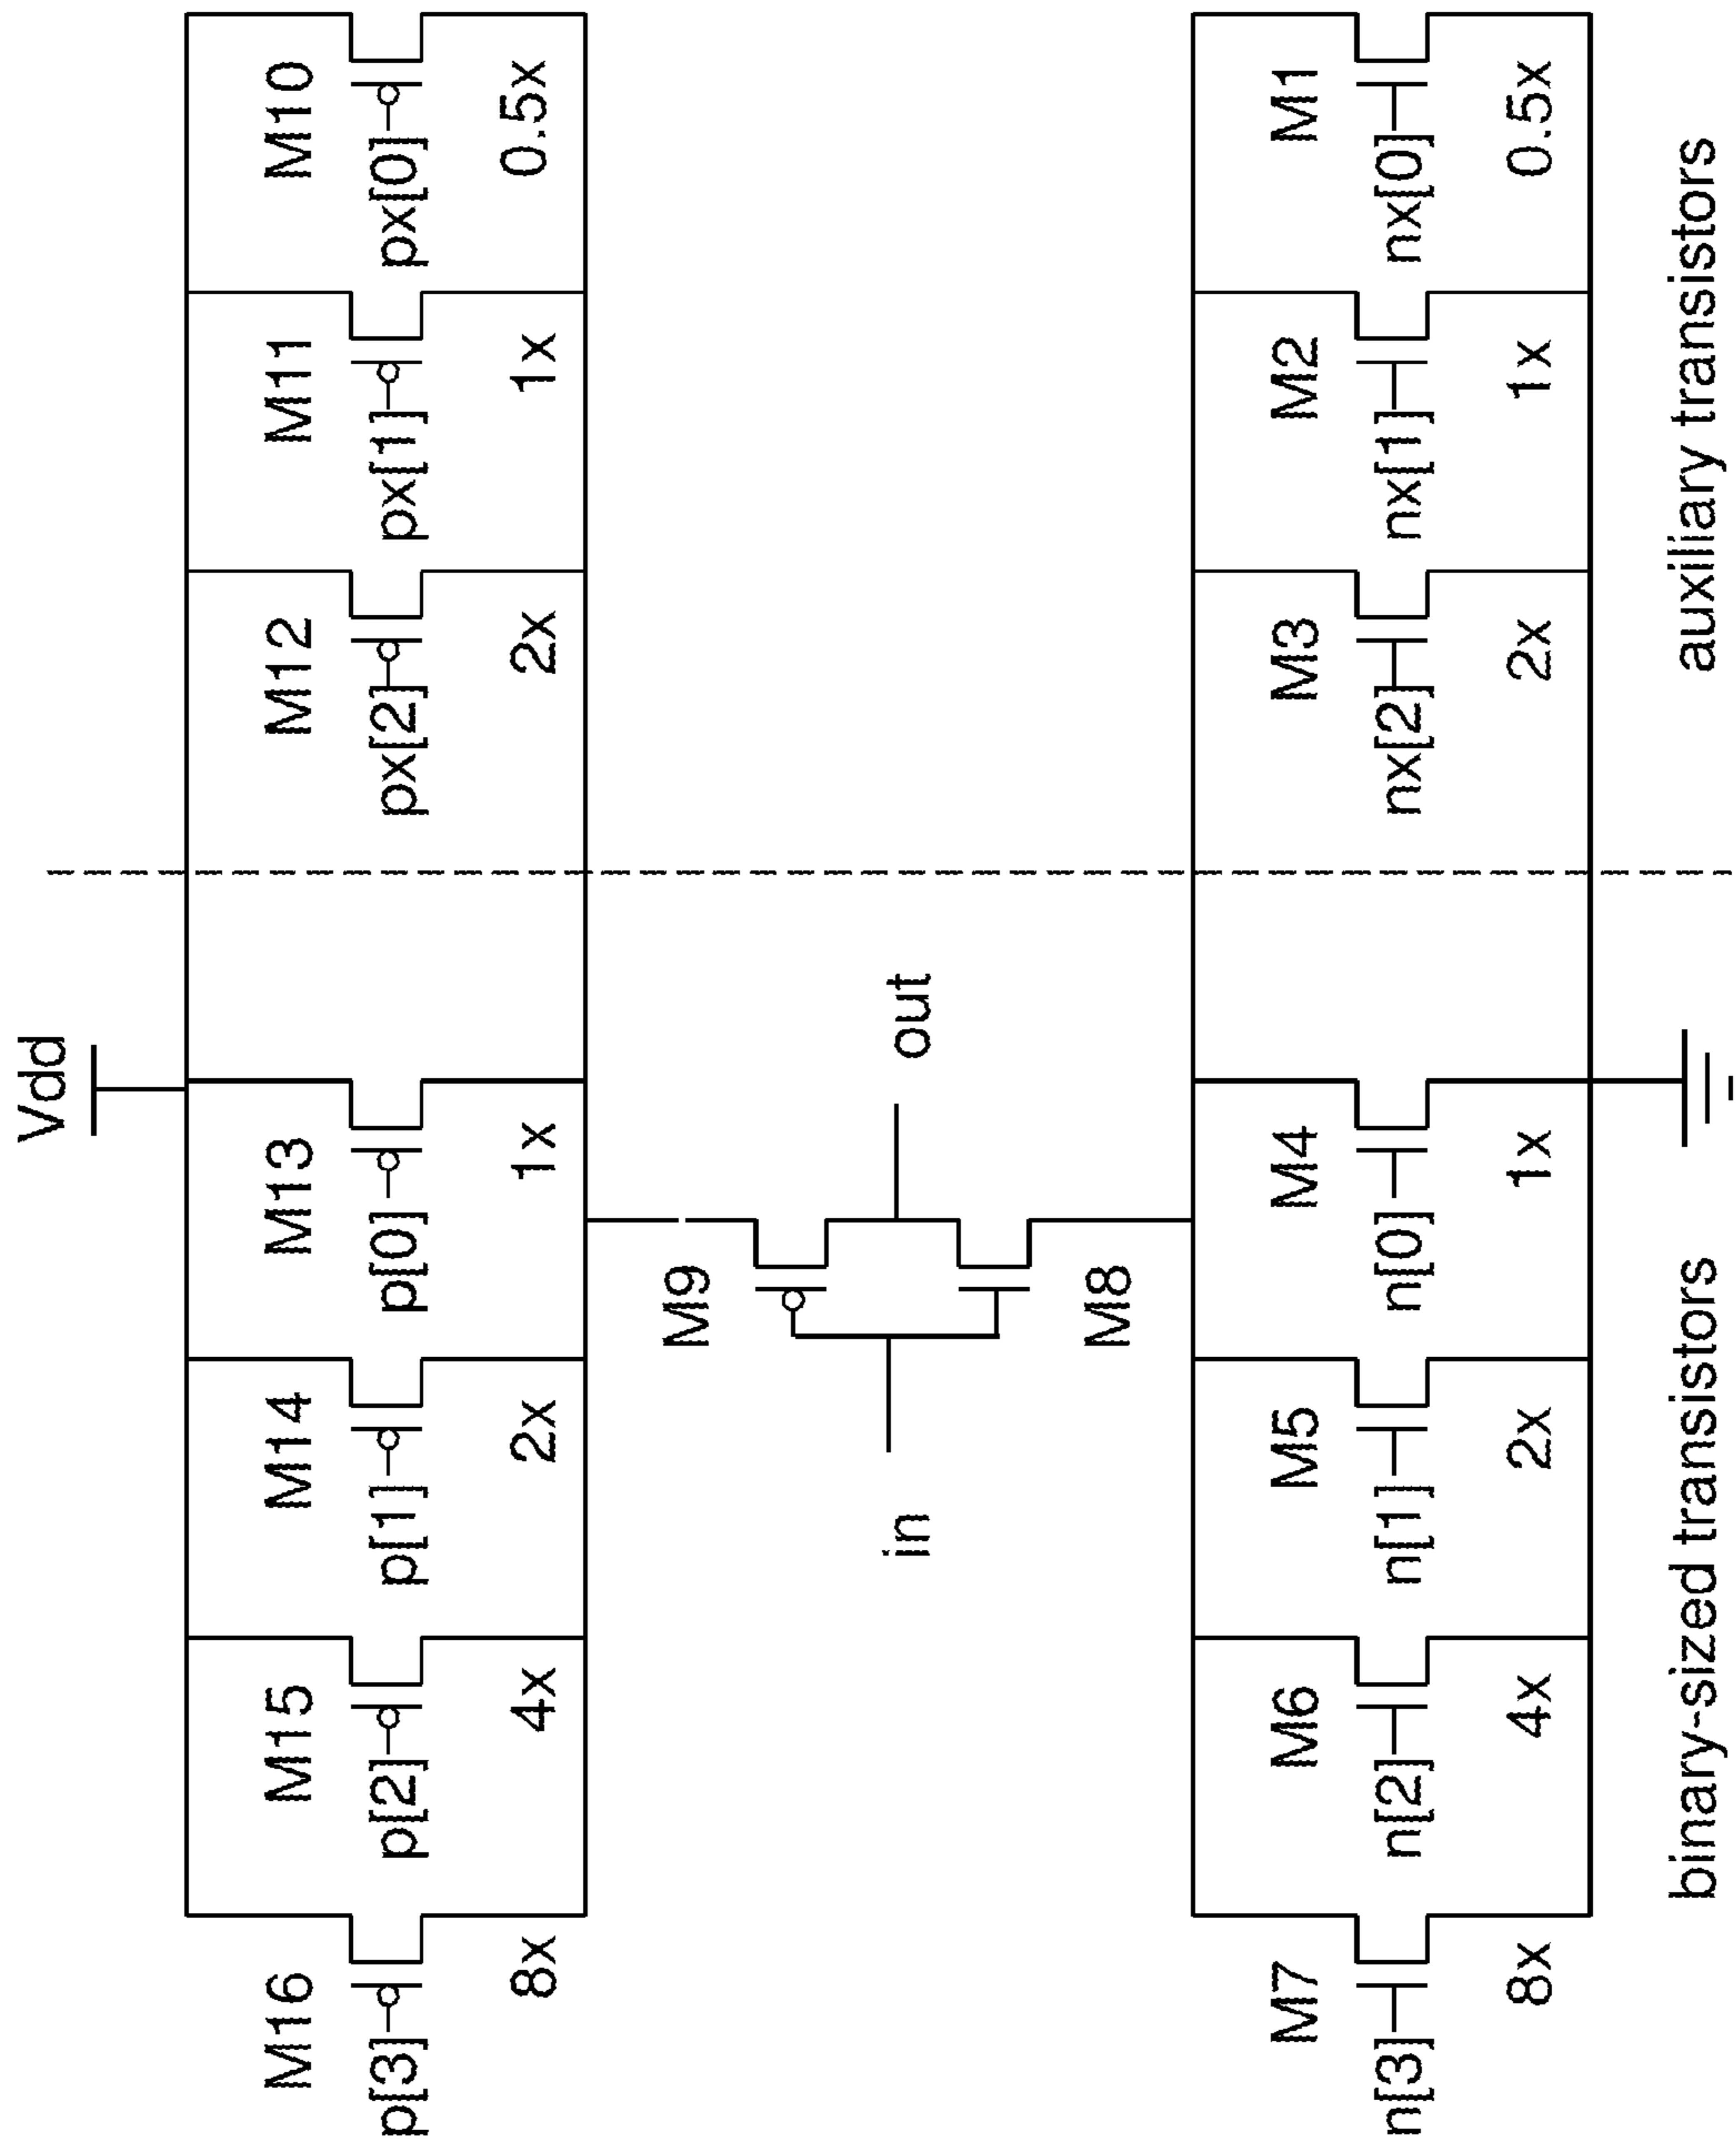 Vdd
M16 M15 M14 M13 M12 M11 M10
p[3] p[2] p[1] p[0] px[2] px[1] px[0]
8x 4x 2x 1x 2x 1x 0.5x
M9
in out
M8
M7 M6 M5 M4 M3 M2 M1
n[3] n[2] n[1] n[0] nx[2] nx[1] nx[0]
8x 4x 2x 1x 2x 1x 0.5x
binary-sized transistors auxiliary transistors